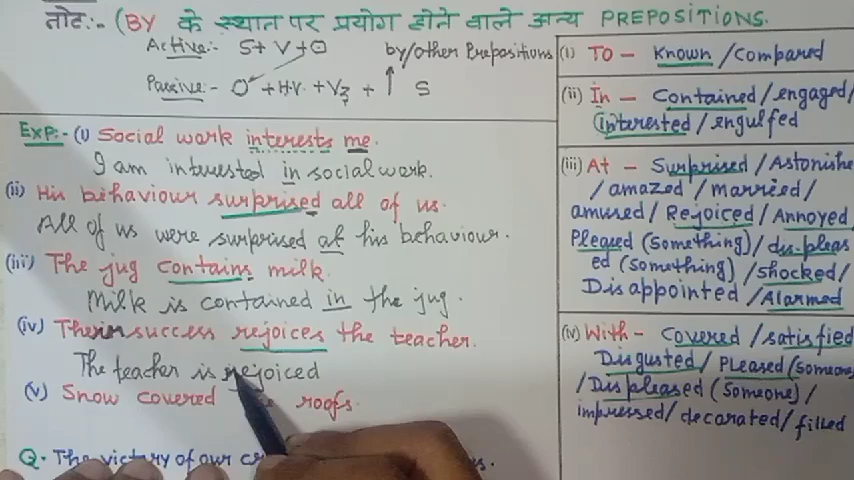 नोट:- (BY के स्थान पर प्रयोग होने वाले अन्य PREPOSITIONS.
Active:- S + V + O by/other Prepositions
Passive:- O + H.V. + V3 + S
Exp:- (i) Social work interests me.
I am interested in social work.
(ii) His behaviour surprised all of us.
All of us were surprised at his behaviour.
(iii) The jug contains milk.
Milk is contained in the jug.
(iv) Their success rejoices the teacher.
The teacher is rejoiced
(v) Snow covered roofs.
Q. The victory of our
(i) TO - Known/Compared
(ii) In - Contained/engaged/
interested/engulfed
(iii) At - Surprised/Astonishe
/amazed/married/
amused/Rejoiced/Annoyed
Pleased (something)/displeas
ed (something)/shocked/
Disappointed/Alarmed
(iv) With - Covered/satisfied
Disgusted/Pleased (someone)
/Displeased (someone)/
impressed/decorated/filled